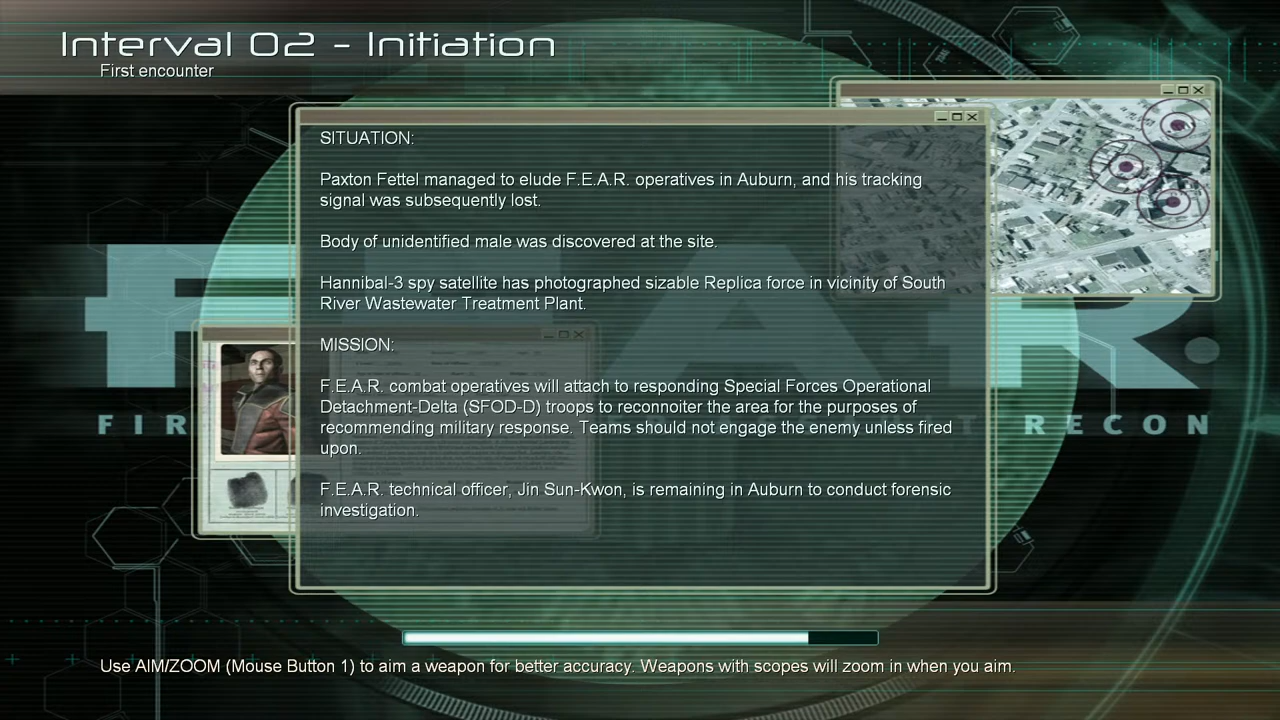 Interval 02 - Initiation
First encounter
SITUATION:
Paxton Fettel managed to elude F.E.A.R. operatives in Auburn, and his tracking
signal was subsequently lost.
Body of unidentified male was discovered at the site.
Hannibal-3 spy satellite has photographed sizable Replica force in vicinity of South
River Wastewater Treatment Plant.
MISSION:
F.E.A.R. combat operatives will attach to responding Special Forces Operational
Detachment-Delta (SFOD-D) troops to reconnoiter the area for the purposes of
recommending military response. Teams should not engage the enemy unless fired
upon.
F.E.A.R. technical officer, Jin Sun-Kwon, is remaining in Auburn to conduct forensic
investigation.
F.E.A.R.
RECON
Use AIM/ZOOM (Mouse Button 1) to aim a weapon for better accuracy. Weapons with scopes will zoom in when you aim.